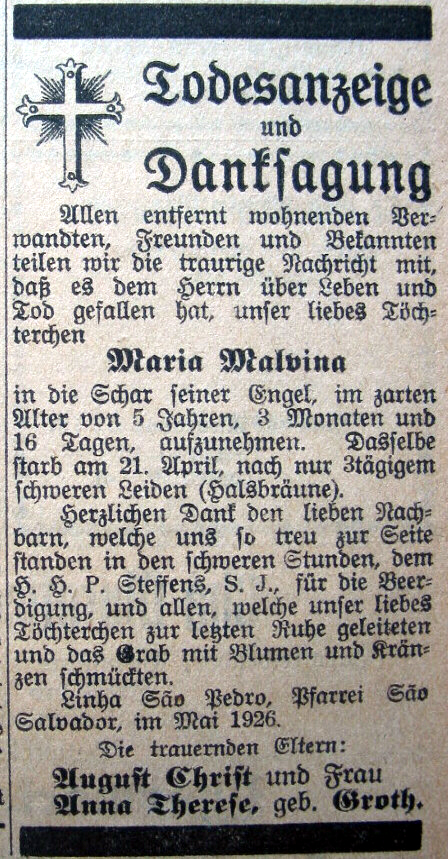 Todesanzeige
und
Danksagung
Allen entfernt wohnenden Ver-
wandten, Freunden und Bekannten
teilen wir die traurige Nachricht mit,
daß es dem Herrn über Leben und
Tod gefallen hat, unser liebes Töch-
terchen
Maria Malvina
in die Schar seiner Engel, im zarten
Alter von 5 Jahren, 3 Monaten und
16 Tagen, aufzunehmen. Dasselbe
starb am 21. April, nach nur 3tägigem
schweren Leiden (Halsbräune).
Herzlichen Dank den lieben Nach-
barn, welche uns so treu zur Seite
standen in den schweren Stunden, dem
H. H. P. Steffens, S. J., für die Beer-
digung, und allen, welche unser liebes
Töchterchen zur letzten Ruhe geleiteten
und das Grab mit Blumen und Krän-
zen schmückten.
Linha São Pedro, Pfarrei São
Salvador, im Mai 1926.
Die trauernden Eltern:
August Christ und Frau
Anna Therese, geb. Groth.